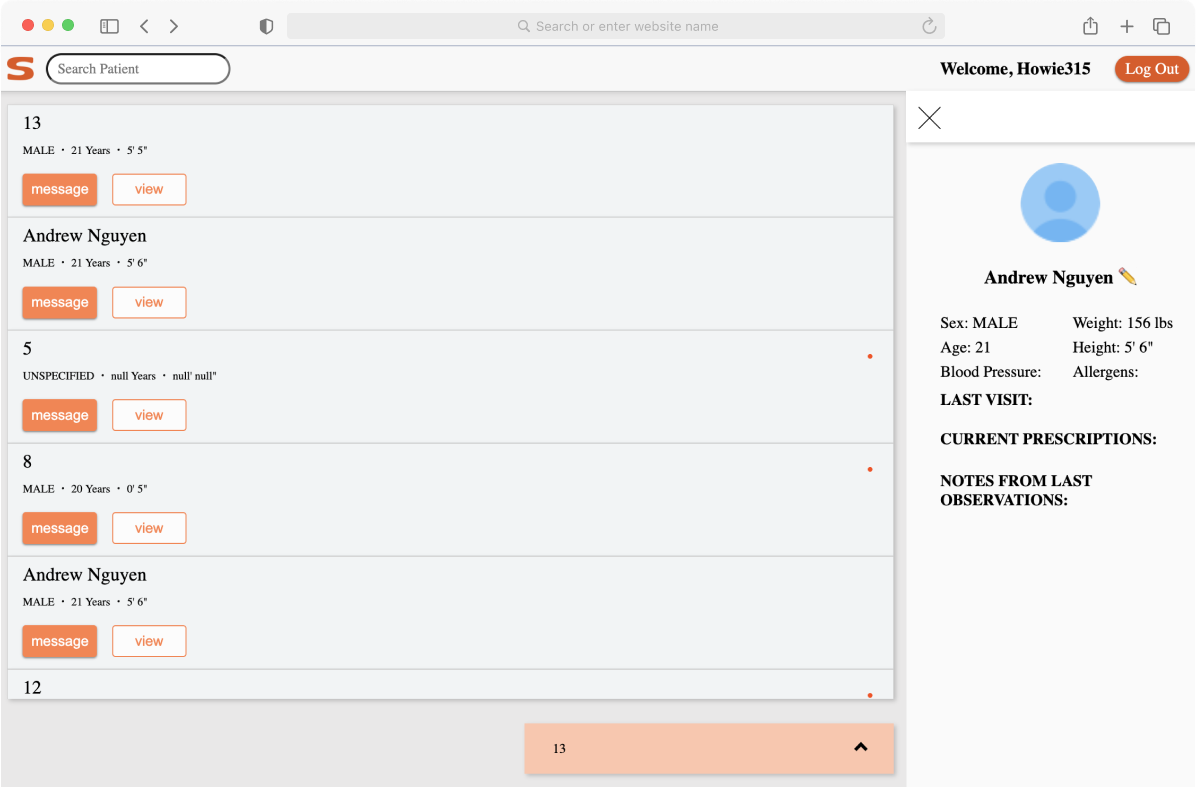 Search or enter website name
S
Search Patient
Welcome, Howie315
Log Out
13
MALE · 21 Years · 5' 5"
message
view
Andrew Nguyen
MALE · 21 Years · 5' 6"
message
view
5
UNSPECIFIED · null Years · null' null"
message
view
8
MALE · 20 Years · 0' 5"
message
view
Andrew Nguyen
MALE · 21 Years · 5' 6"
message
view
12
13
Andrew Nguyen ✏️
Sex: MALE
Weight: 156 lbs
Age: 21
Height: 5' 6"
Blood Pressure:
Allergens:
LAST VISIT:
CURRENT PRESCRIPTIONS:
NOTES FROM LAST
OBSERVATIONS: